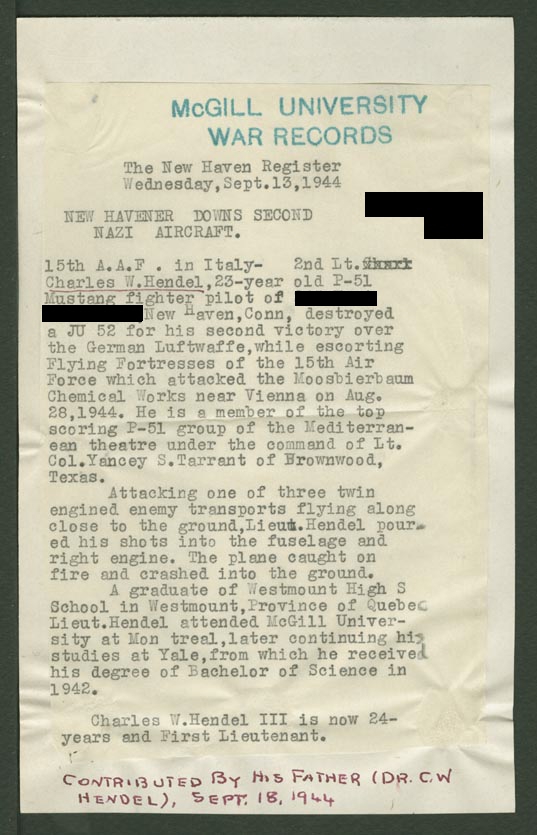 McGILL UNIVERSITY
WAR RECORDS
The New Haven Register
Wednesday,Sept.13,1944
NEW HAVENER DOWNS SECOND
NAZI AIRCRAFT.
15th A.A.F . in Italy- 2nd Lt.
Charles W.Hendel,23-year old P-51
Mustang fighter pilot of
New Haven,Conn, destroyed
a JU 52 for his second victory over
the German Luftwaffe,while escorting
Flying Fortresses of the 15th Air
Force which attacked the Moosbierbaum
Chemical Works near Vienna on Aug.
28,1944. He is a member of the top
scoring P-51 group of the Mediterran-
ean theatre under the command of Lt.
Col.Yancey S.Tarrant of Brownwood,
Texas.
Attacking one of three twin
engined enemy transports flying along
close to the ground,Lieut.Hendel pour-
ed his shots into the fuselage and
right engine. The plane caught on
fire and crashed into the ground.
A graduate of Westmount High S
School in Westmount,Province of Quebec
Lieut.Hendel attended McGill Univer-
sity at Mon treal,later continuing his
studies at Yale,from which he received
his degree of Bachelor of Science in
1942.
Charles W.Hendel III is now 24-
years and First Lieutenant.
CONTRIBUTED BY HIS FATHER (DR. C.W
HENDEL), SEPT. 18, 1944